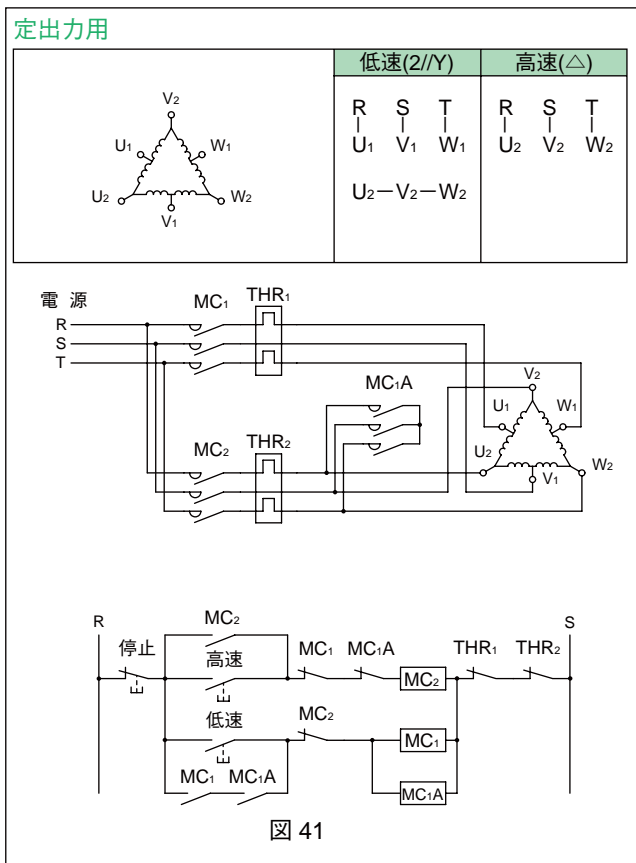 定出力用
低速(2//Y) 高速(△)
V₂
U₁ W₁
U₂ W₂
V₁
R S T
U₁ V₁ W₁
U₂ V₂ W₂
R S T
U₂ V₂ W₂
電 源
R
S
T
MC₁ THR₁
MC₁A
MC₂ THR₂
V₂
U₁ W₁
U₂ W₂
V₁
R S
停止
MC₂
高速
MC₁ MC₁A MC₂ THR₁ THR₂
低速
MC₂ MC₁
MC₁ MC₁A MC₁A
図 41